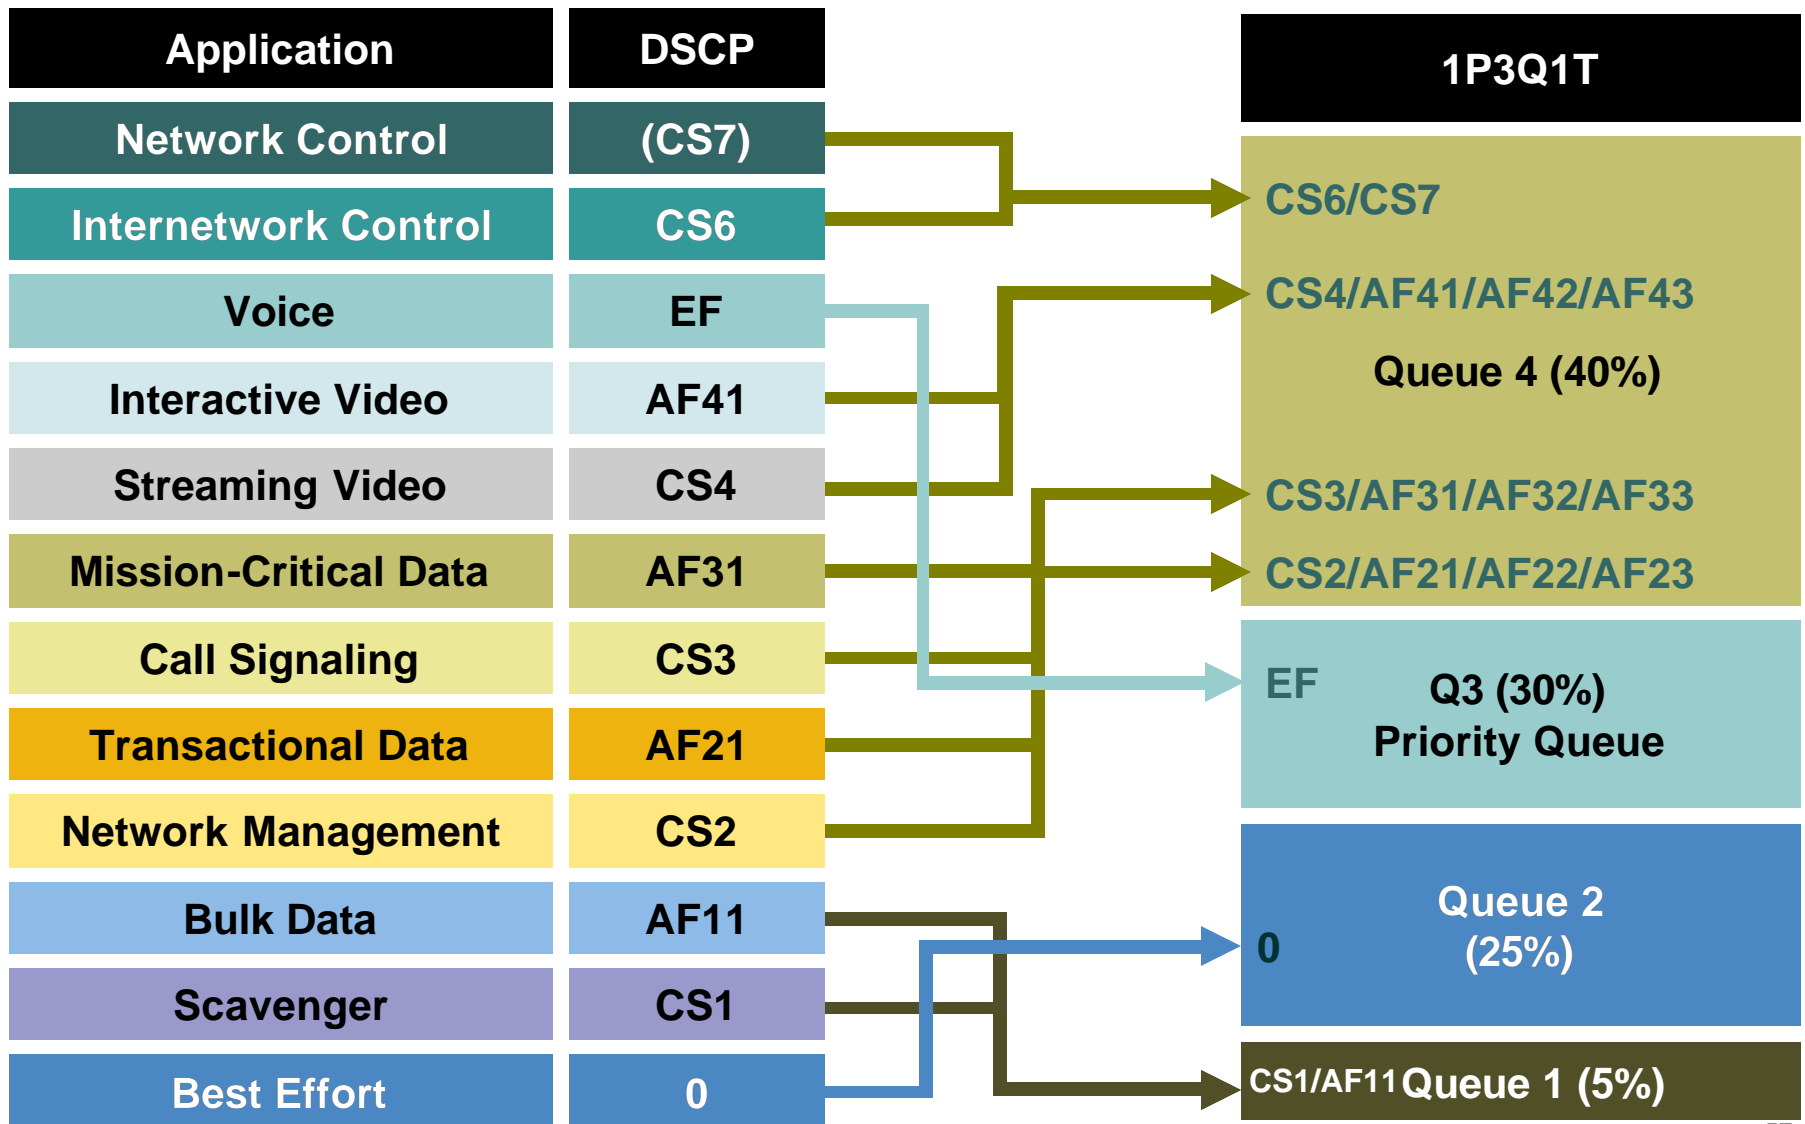 Application DSCP 1P3Q1T
Network Control (CS7)
Internetwork Control CS6
Voice EF
Interactive Video AF41
Streaming Video CS4
Mission-Critical Data AF31
Call Signaling CS3
Transactional Data AF21
Network Management CS2
Bulk Data AF11
Scavenger CS1
Best Effort 0
CS6/CS7
CS4/AF41/AF42/AF43
Queue 4 (40%)
CS3/AF31/AF32/AF33
CS2/AF21/AF22/AF23
EF
Q3 (30%)
Priority Queue
Queue 2
(25%)
0
CS1/AF11 Queue 1 (5%)